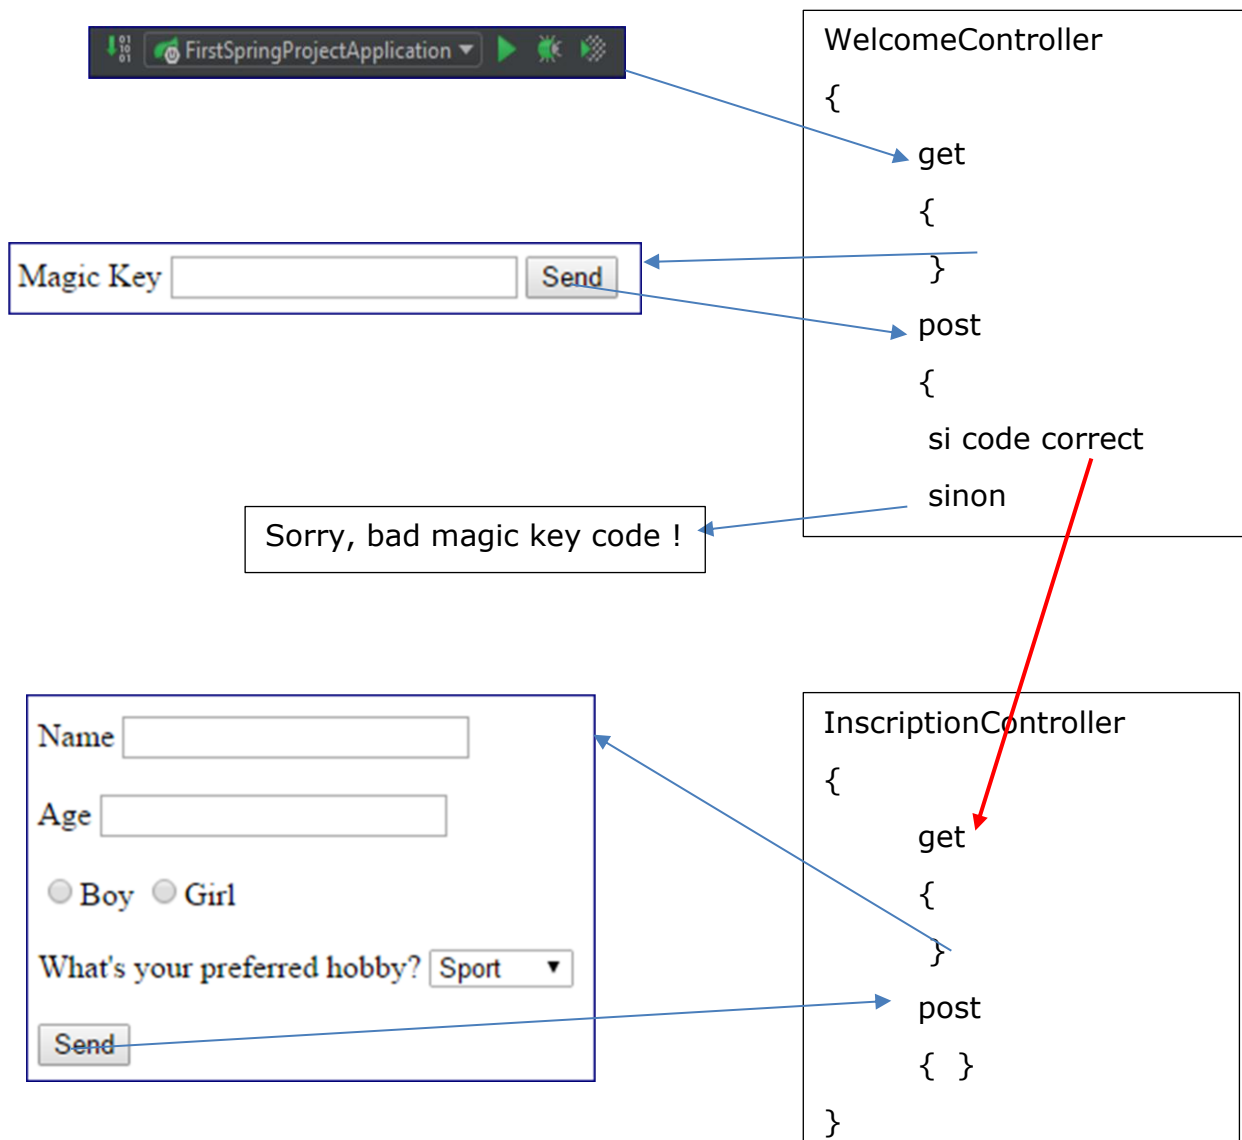 FirstSpringProjectApplication
WelcomeController
{
get
{
}
post
{
si code correct
sinon
Magic Key Send
Sorry, bad magic key code !
Name
Age
Boy Girl
What's your preferred hobby? Sport
Send
InscriptionController
{
get
{
}
post
{ }
}